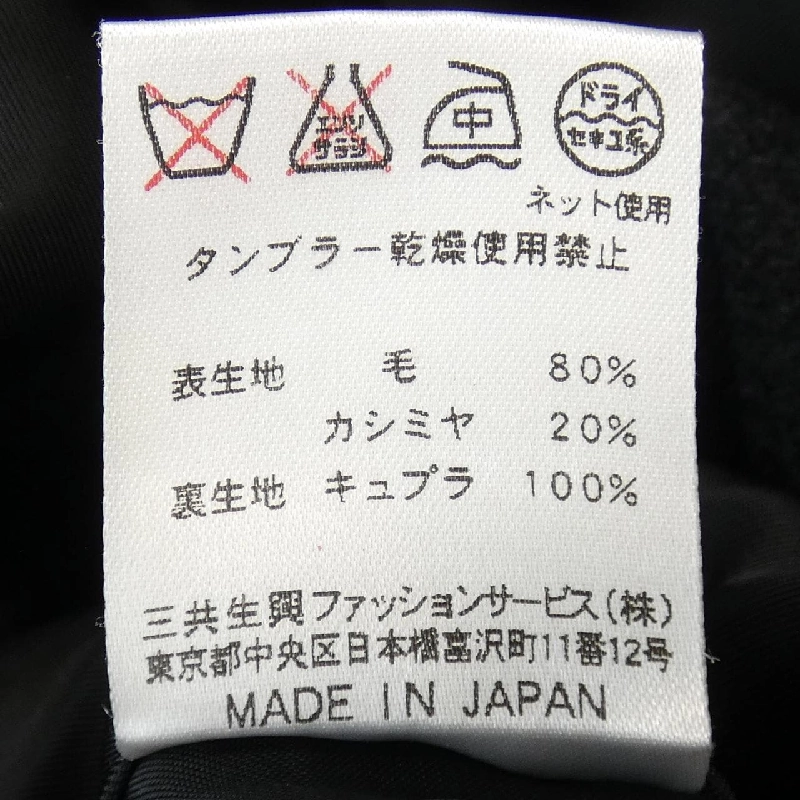 エンソ サラシ 中 ドライ セキユ系
ネット使用
タンブラー乾燥使用禁止
表生地 毛 80%
カシミヤ 20%
裏生地 キュプラ 100%
三共生興ファッションサービス(株)
東京都中央区日本橋富沢町11番12号
MADE IN JAPAN